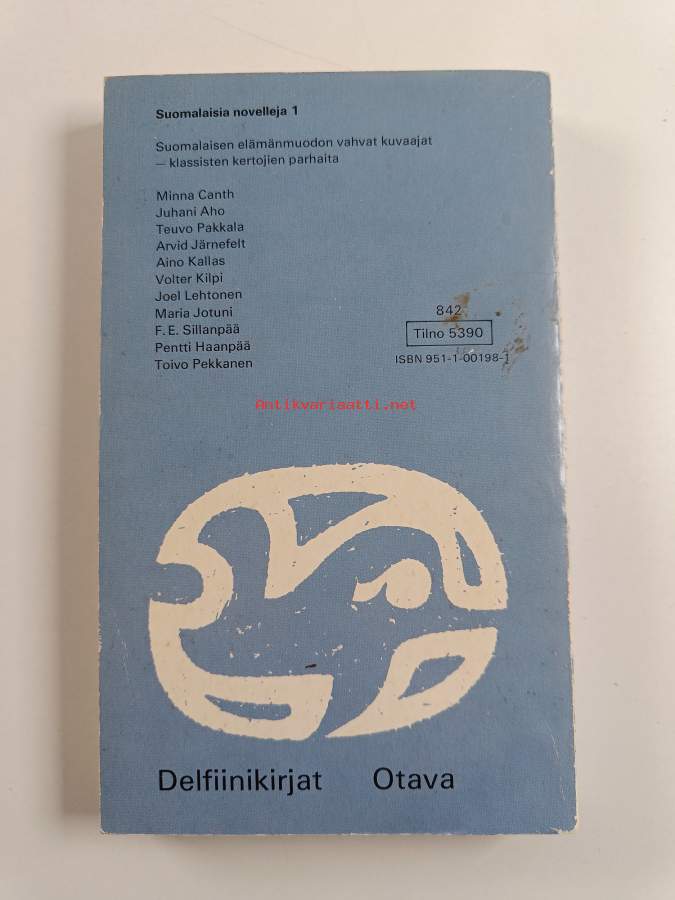 Suomalaisia novelleja 1
Suomalaisen elämänmuodon vahvat kuvaajat
– klassisten kertojien parhaita
Minna Canth
Juhani Aho
Teuvo Pakkala
Arvid Järnefelt
Aino Kallas
Volter Kilpi
Joel Lehtonen
Maria Jotuni
F. E. Sillanpää
Pentti Haanpää
Toivo Pekkanen
842
Tilno 5390
ISBN 951-1-00198-1
Antikvariaatti.net
Delfiinikirjat Otava